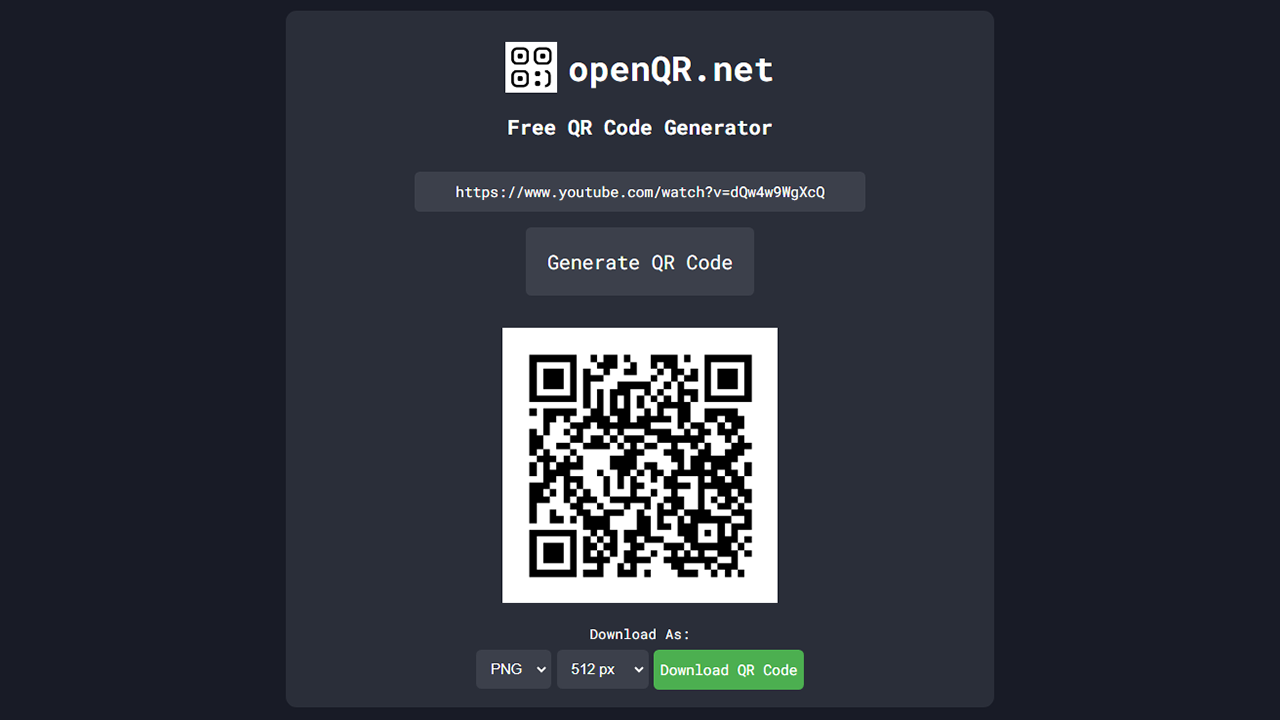 openQR.net
Free QR Code Generator
https://www.youtube.com/watch?v=dQw4w9WgXcQ
Generate QR Code
Download As:
PNG 512 px Download QR Code